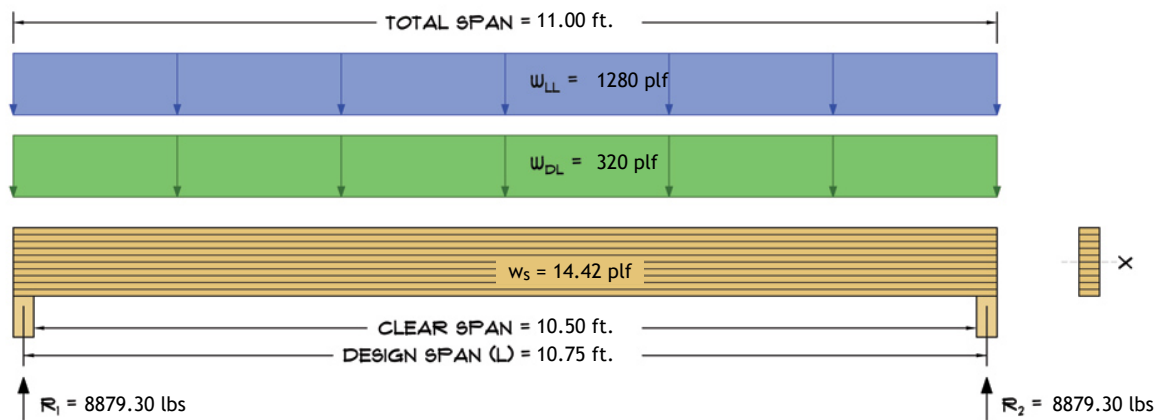 TOTAL SPAN = 11.00 ft.
wLL = 1280 plf
wDL = 320 plf
ws = 14.42 plf
X
CLEAR SPAN = 10.50 ft.
DESIGN SPAN (L) = 10.75 ft.
R1 = 8879.30 lbs
R2 = 8879.30 lbs